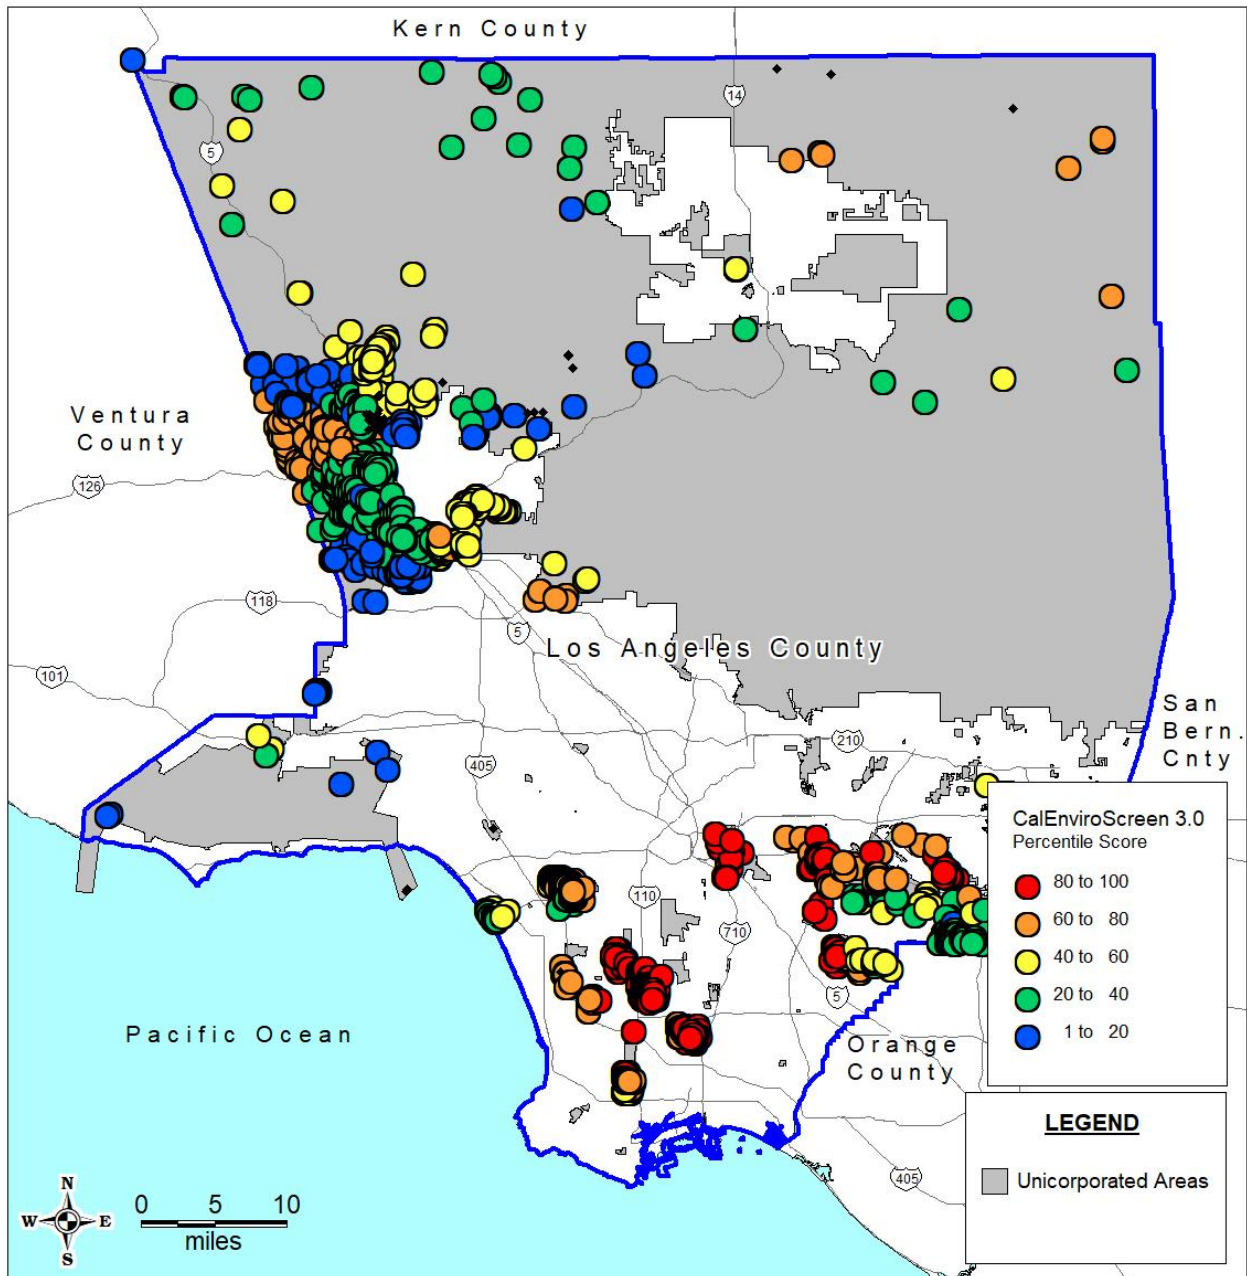 Kern County
14
5
Ventura
County
126
118
5
Los Angeles County
101
San
Bern.
Cnty
210
405
CalEnviroScreen 3.0
Percentile Score
80 to 100
60 to 80
40 to 60
20 to 40
1 to 20
110
710
5
Pacific Ocean
Orange
County
LEGEND
Unicorporated Areas
405
N
W
E
S
0 5 10
miles